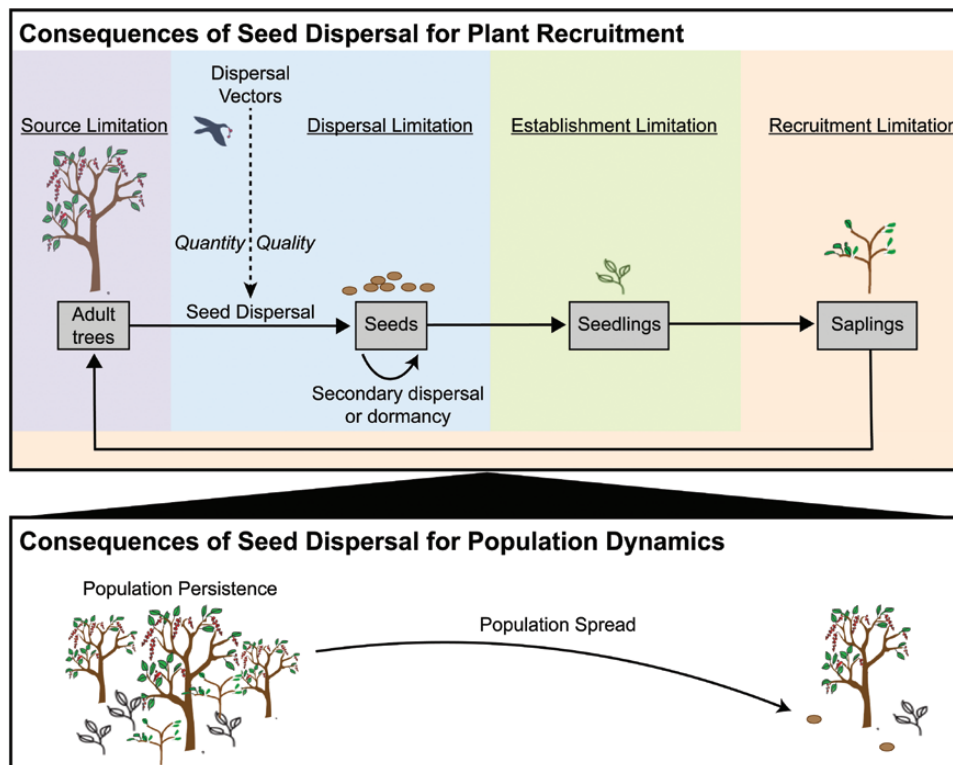 Consequences of Seed Dispersal for Plant Recruitment
Dispersal
Vectors
Source Limitation
Dispersal Limitation
Establishment Limitation
Recruitment Limitation
Quantity
Quality
Adult
trees
Seed Dispersal
Seeds
Seedlings
Saplings
Secondary dispersal
or dormancy
Consequences of Seed Dispersal for Population Dynamics
Population Persistence
Population Spread